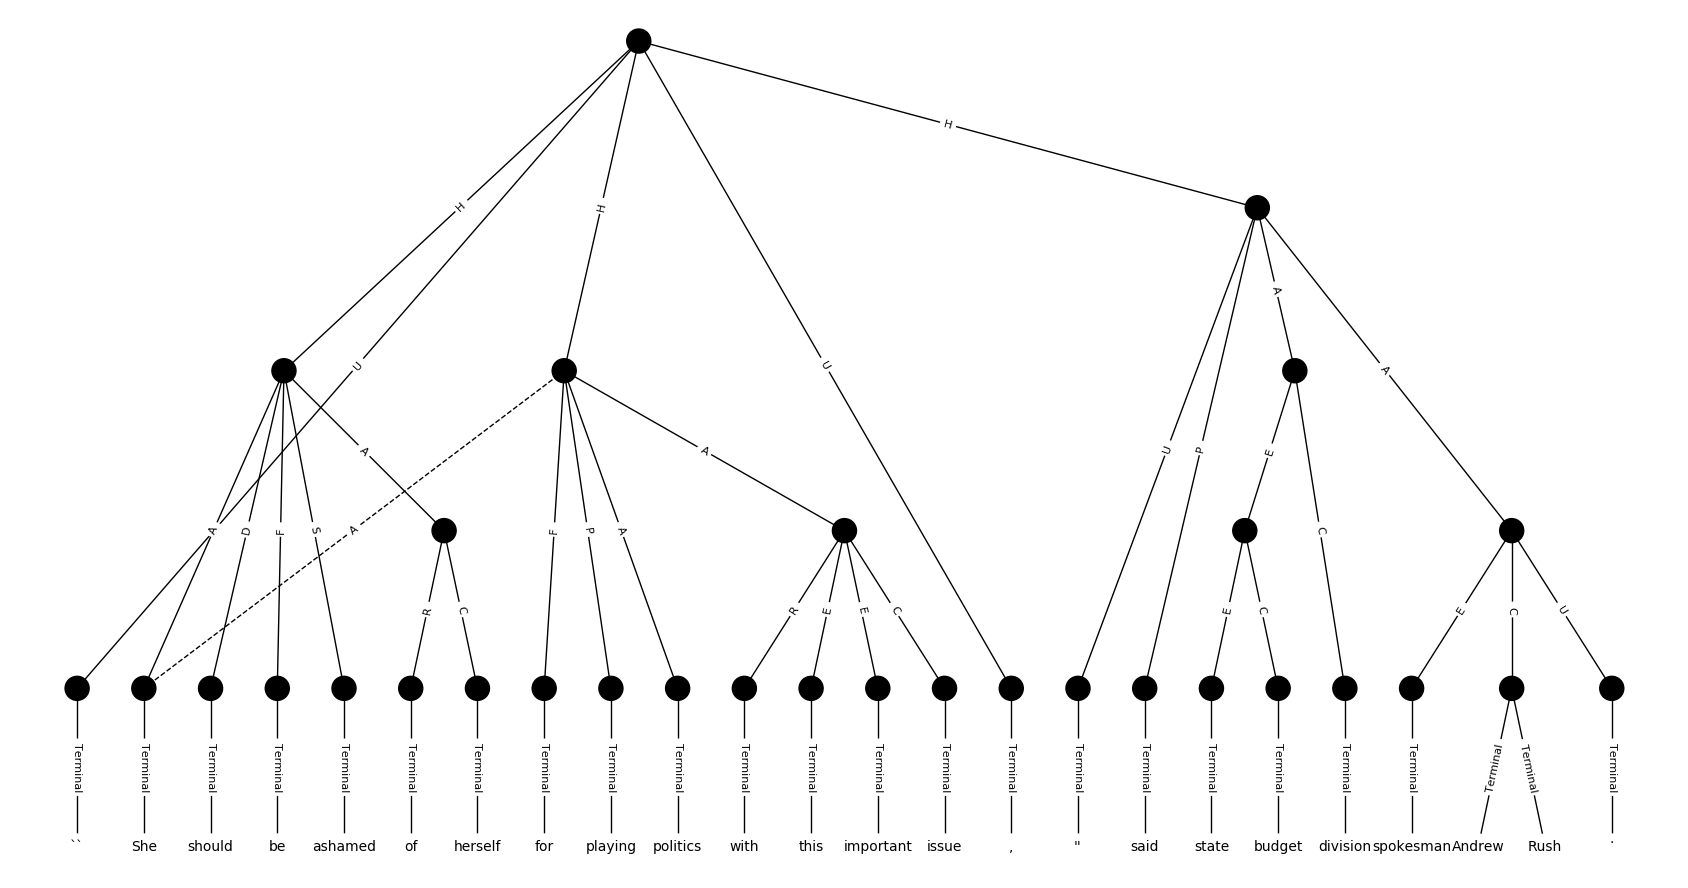 H
H
H
U
A
U
A
A
A
U
P
E
A
D
F
S
A
F
P
A
C
R
C
R
E
E
C
E
C
E
C
U
Terminal Terminal Terminal Terminal Terminal Terminal Terminal Terminal Terminal Terminal Terminal Terminal Terminal Terminal Terminal Terminal Terminal Terminal Terminal Terminal Terminal Terminal Terminal Terminal
`` She should be ashamed of herself for playing politics with this important issue , " said state budget division spokesman Andrew Rush .